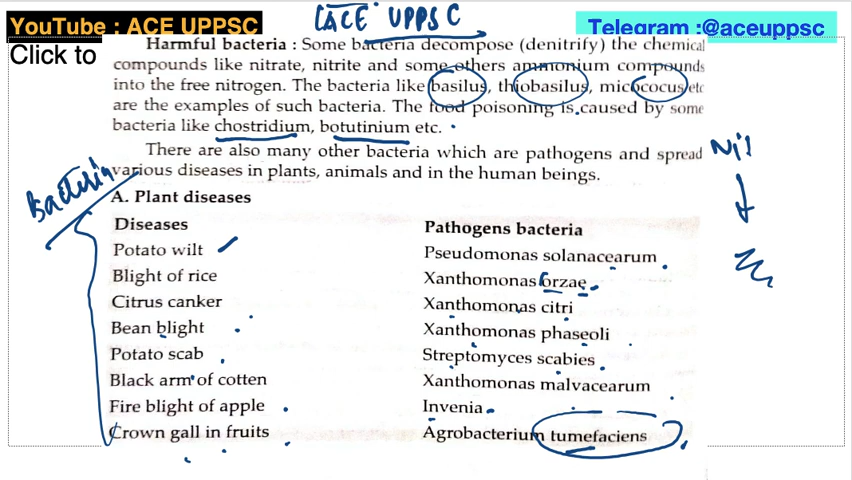 YouTube : ACE UPPSC
LACE UPPSC
Telegram :@aceuppsc
Click to
Harmful bacteria : Some bacteria decompose (denitrify) the chemical
compounds like nitrate, nitrite and some others ammonium compounds
into the free nitrogen. The bacteria like basilus, thiobasilus, micococus etc
are the examples of such bacteria. The food poisoning is caused by some
bacteria like chostridium, botutinium etc.
There are also many other bacteria which are pathogens and spread
various diseases in plants, animals and in the human beings.
Bacteria
A. Plant diseases
Diseases Pathogens bacteria
Potato wilt Pseudomonas solanacearum
Blight of rice Xanthomonas orzae
Citrus canker Xanthomonas citri
Bean blight Xanthomonas phaseoli
Potato scab Streptomyces scabies
Black arm of cotten Xanthomonas malvacearum
Fire blight of apple Invenia
Crown gall in fruits Agrobacterium tumefaciens